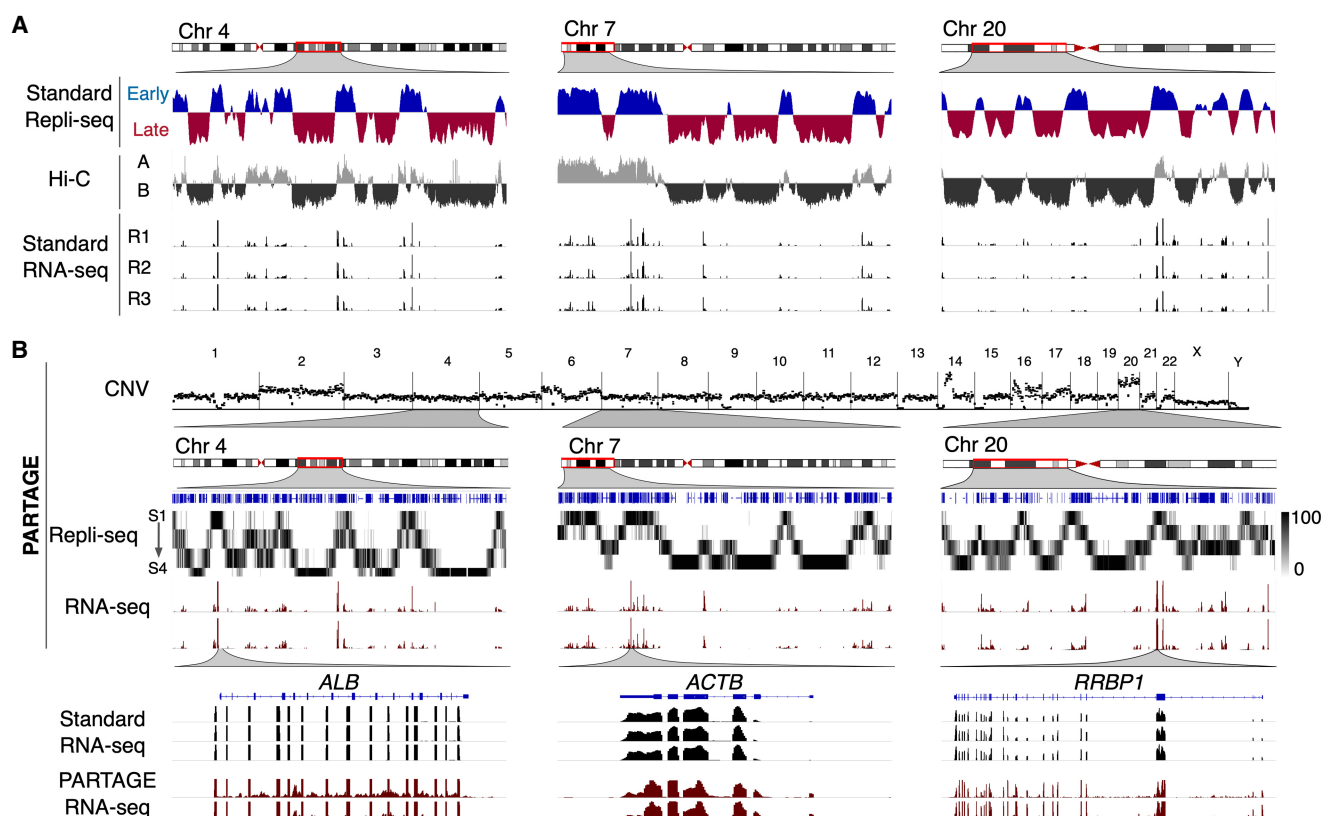 A
Chr 4 Chr 7 Chr 20
Standard
Repli-seq
Early
Late
Hi-C
A
B
Standard
RNA-seq
R1
R2
R3
B
1 2 3 4 5 6 7 8 9 10 11 12 13 14 15 16 17 18 19 20 21 22 X Y
CNV
PARTAGE
Chr 4 Chr 7 Chr 20
Repli-seq
S1
S4
100
0
RNA-seq
ALB ACTB RRBP1
Standard
RNA-seq
PARTAGE
RNA-seq